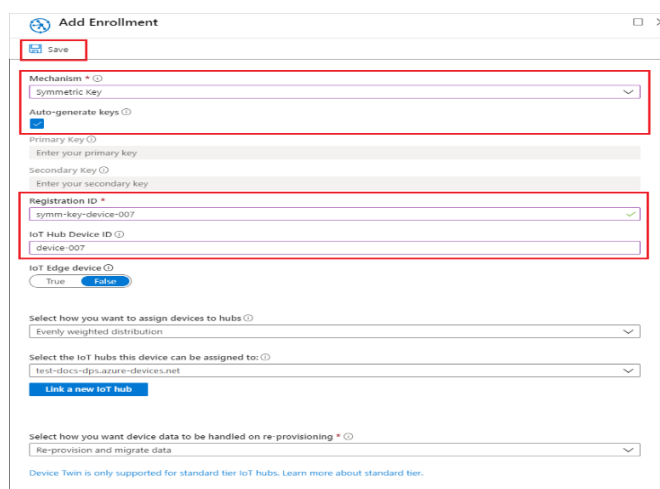 Add Enrollment
Save
Mechanism *
Symmetric Key
Auto-generate keys
Primary Key
Enter your primary key
Secondary Key
Enter your secondary key
Registration ID *
symm-key-device-007
IoT Hub Device ID
device-007
IoT Edge device
True False
Select how you want to assign devices to hubs
Evenly weighted distribution
Select the IoT hubs this device can be assigned to:
test-docs-dps.azure-devices.net
Link a new IoT hub
Select how you want device data to be handled on re-provisioning *
Re-provision and migrate data
Device Twin is only supported for standard tier IoT hubs. Learn more about standard tier.